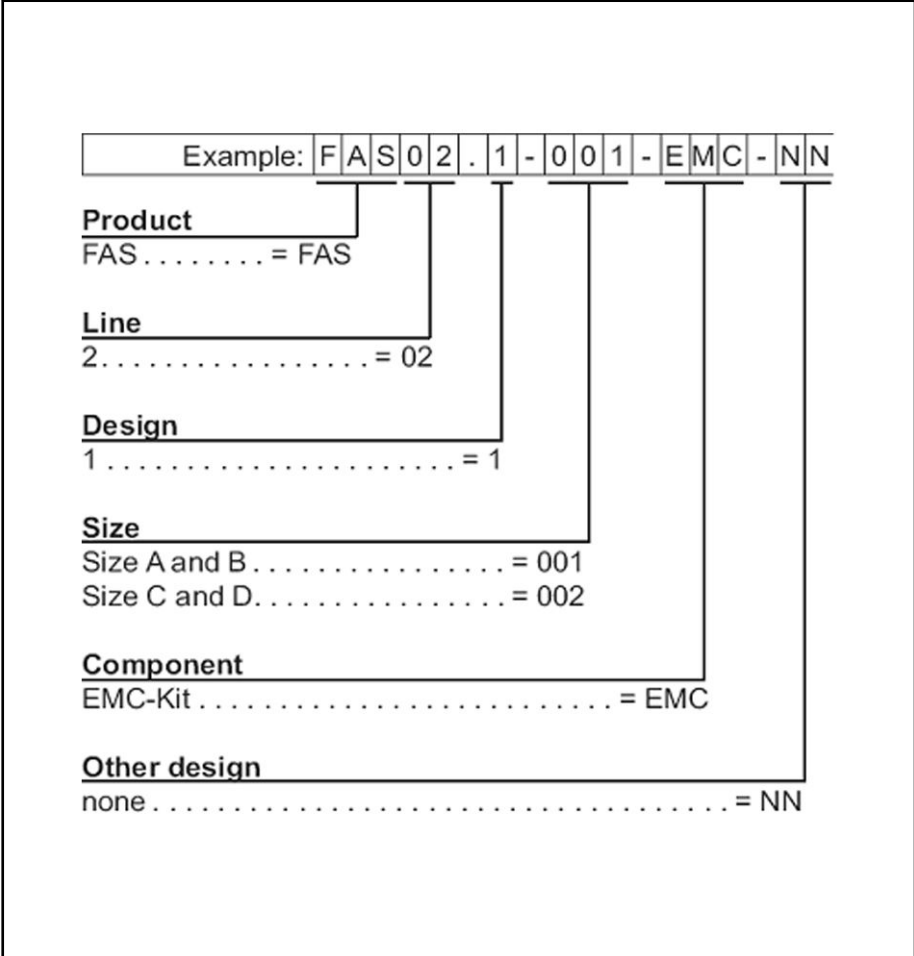 Example: FAS02.1-001-EMC-NN
Product
FAS........ = FAS
Line
2................. = 02
Design
1...................... = 1
Size
Size A and B................ = 001
Size C and D................ = 002
Component
EMC-Kit.......................... = EMC
Other design
none.................................... = NN